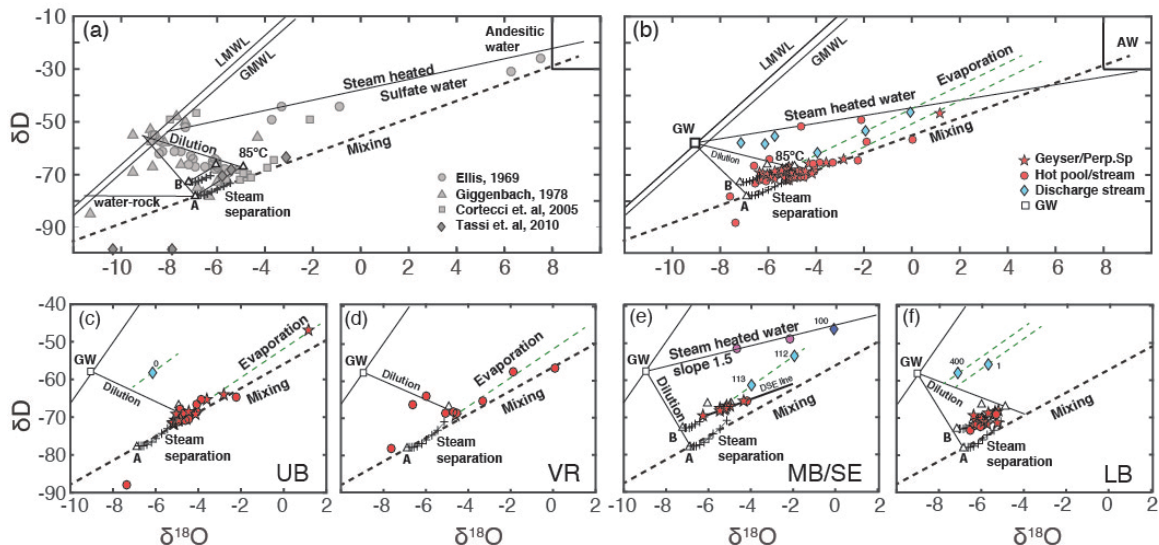 (a)
LMWL
GMWL
Andesitic
water
Steam heated
Sulfate water
Dilution
85°C
B
Mixing
water-rock
A
Steam
separation
Ellis, 1969
Giggenbach, 1978
Cortecci et. al, 2005
Tassi et. al, 2010
δD
-10
-30
-50
-70
-90
-10 -8 -6 -4 -2 0 2 4 6 8
(b)
LMWL
GMWL
AW
Evaporation
Steam heated water
GW
Mixing
Dilution
85°C
B
A
Steam
separation
Geyser/Perp.Sp
Hot pool/stream
Discharge stream
GW
-10 -8 -6 -4 -2 0 2 4 6 8
δD
-40
-50
-60
-70
-80
-90
(c)
GW
0
Evaporation
Dilution
Mixing
Steam
separation
A
UB
-10 -8 -6 -4 -2 0 2
δ18O
(d)
GW
Dilution
Evaporation
Mixing
Steam
separation
A
VR
-8 -6 -4 -2 0 2
δ18O
(e)
100
Steam heated water
GW
slope 1.5
112
113
Dilution
DSE line
Mixing
B
A
Steam
separation
MB/SE
-10 -8 -6 -4 -2 0
δ18O
(f)
GW
400
1
Mixing
B
A
Steam
separation
LB
-8 -6 -4 -2 0 2
δ18O